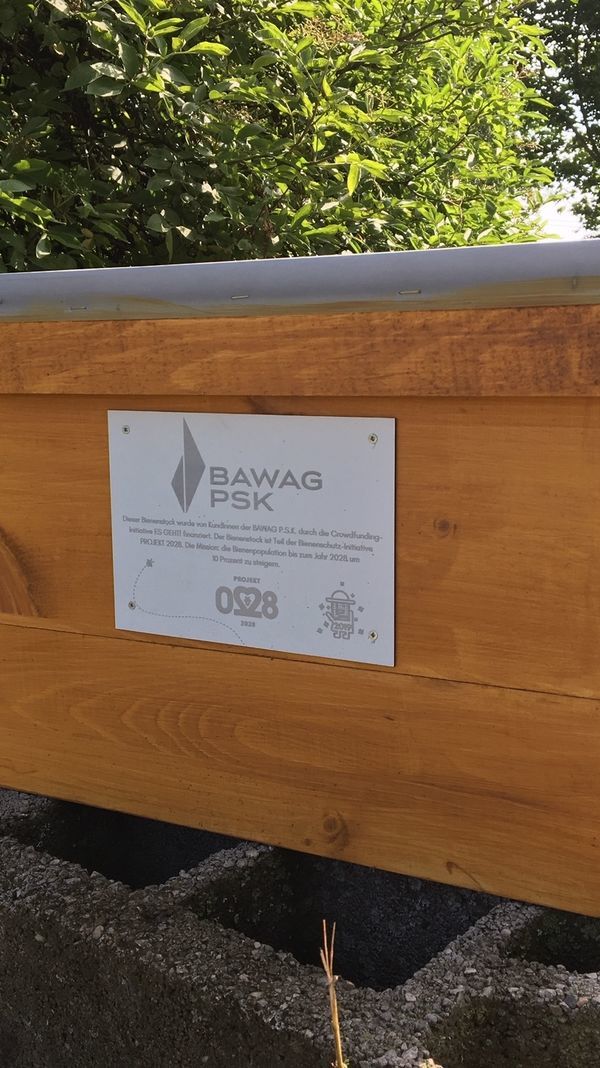 BAWAG
PSK
Dieser Bienenstock wurde von KundInnen der BAWAG P.S.K. durch die Crowdfunding-
Initiative ES GEHT! finanziert. Der Bienenstock ist Teil der Bienenschutz-Initiative
PROJEKT 2028. Die Mission: die Bienenpopulation bis zum Jahr 2028 um
10 Prozent zu steigern.
PROJEKT
2028
2028
2019